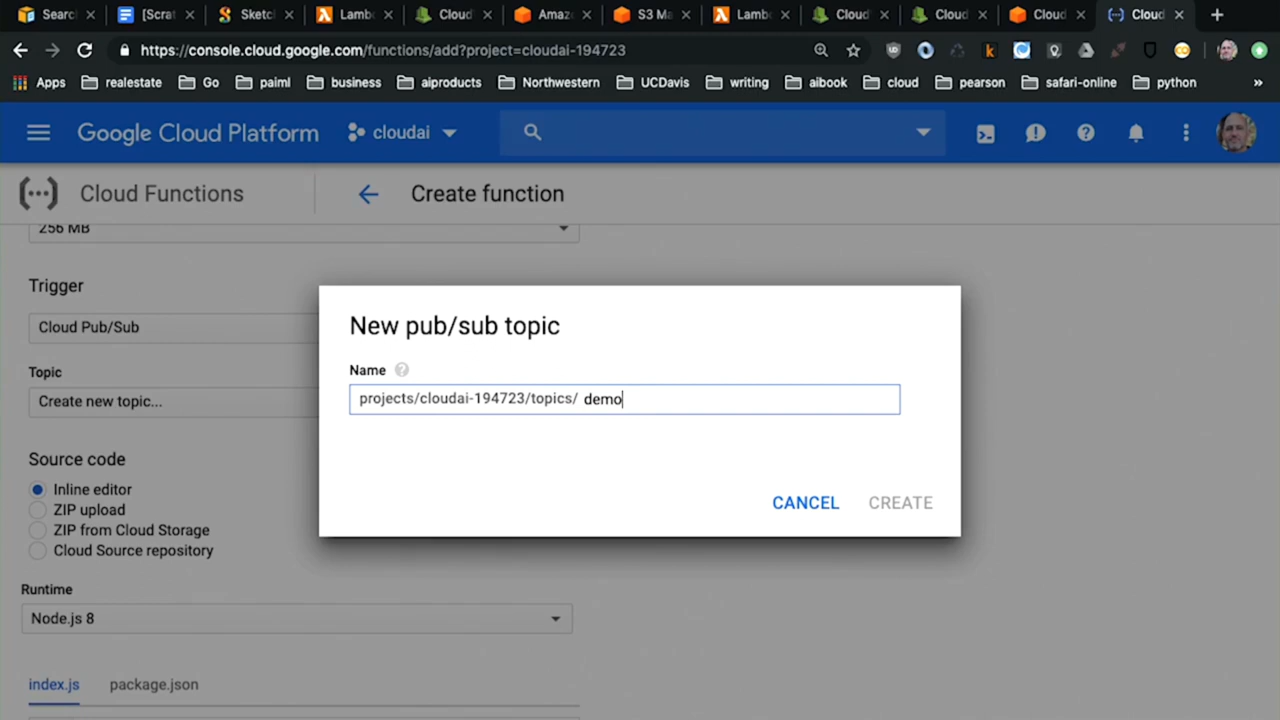 Searc
[Scrat
Sketc
Lambd
Cloud
Amaz
S3 Ma
Lambd
Cloud
Cloud
Cloud
Cloud
https://console.cloud.google.com/functions/add?project=cloudai-194723
Apps realestate Go paiml business aiproducts Northwestern UCDavis writing aibook cloud pearson safari-online python »
Google Cloud Platform cloudai
Cloud Functions Create function
256 MB
Trigger
Cloud Pub/Sub
Topic
Create new topic...
Source code
Inline editor
ZIP upload
ZIP from Cloud Storage
Cloud Source repository
Runtime
Node.js 8
index.js package.json
New pub/sub topic
Name
projects/cloudai-194723/topics/ demo
CANCEL CREATE